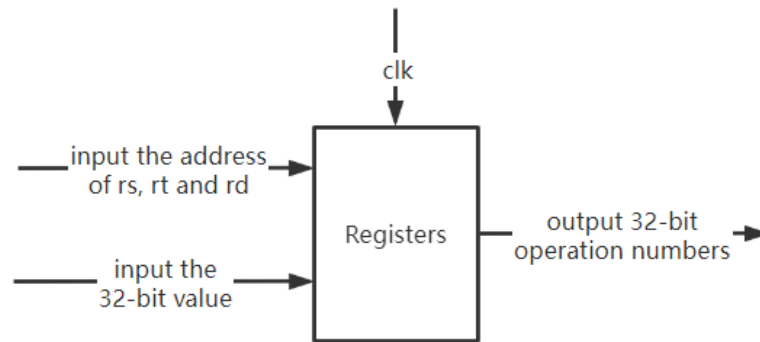 clk
input the address
of rs, rt and rd
Registers
output 32-bit
operation numbers
input the
32-bit value